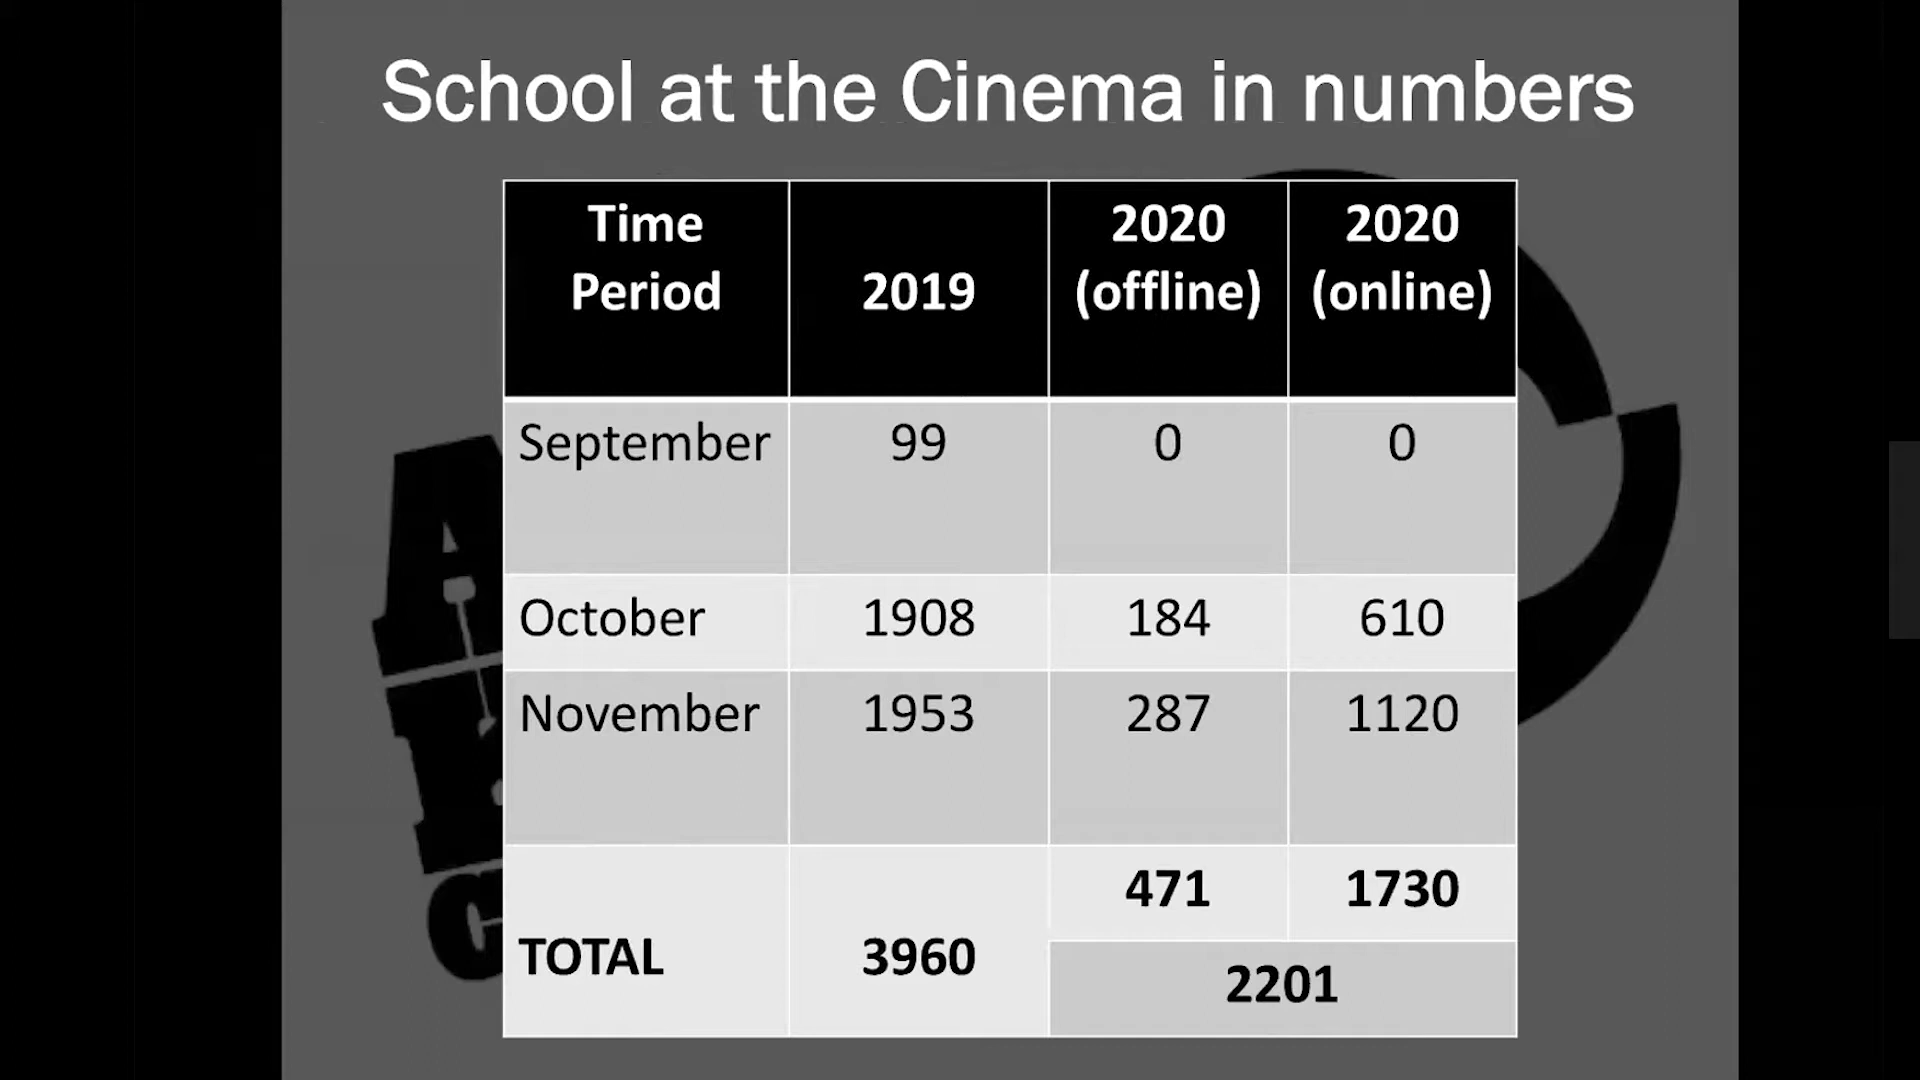 School at the Cinema in numbers
Time Period 2019 2020 (offline) 2020 (online)
September 99 0 0
October 1908 184 610
November 1953 287 1120
TOTAL 3960 471 1730
2201